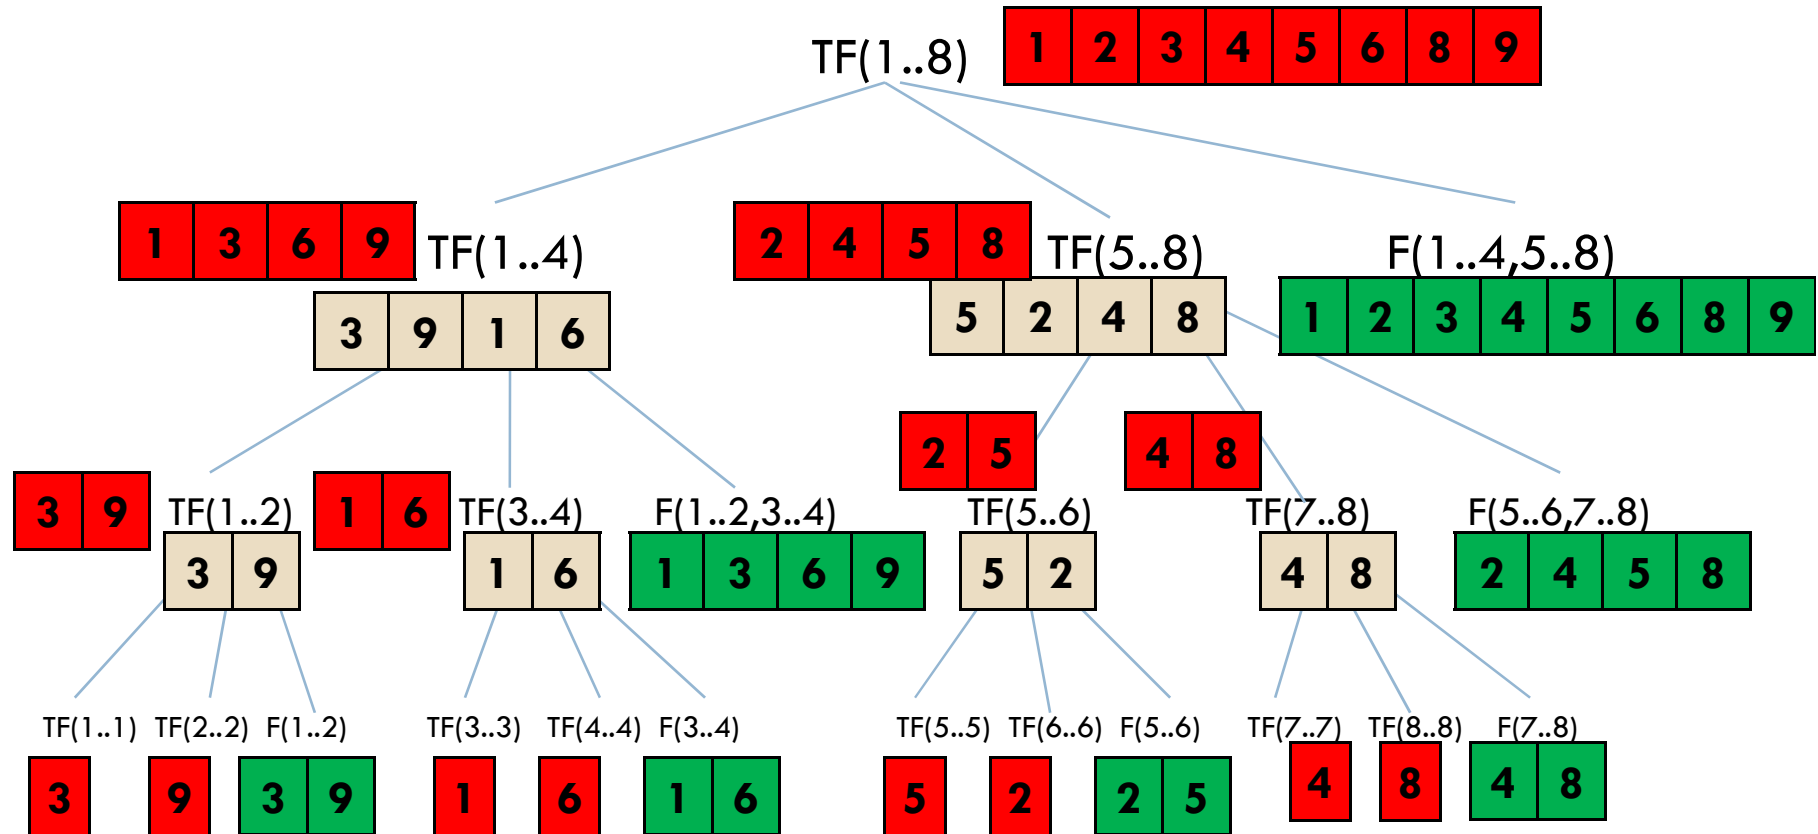 TF(1..8) 1 2 3 4 5 6 8 9
1 3 6 9 TF(1..4) 2 4 5 8 TF(5..8) F(1..4,5..8)
3 9 1 6 5 2 4 8 1 2 3 4 5 6 8 9
2 5 4 8
3 9 TF(1..2) 1 6 TF(3..4) F(1..2,3..4) TF(5..6) TF(7..8) F(5..6,7..8)
3 9 1 6 1 3 6 9 5 2 4 8 2 4 5 8
TF(1..1) TF(2..2) F(1..2) TF(3..3) TF(4..4) F(3..4) TF(5..5) TF(6..6) F(5..6) TF(7..7) TF(8..8) F(7..8)
3 9 3 9 1 6 1 6 5 2 2 5 4 8 4 8